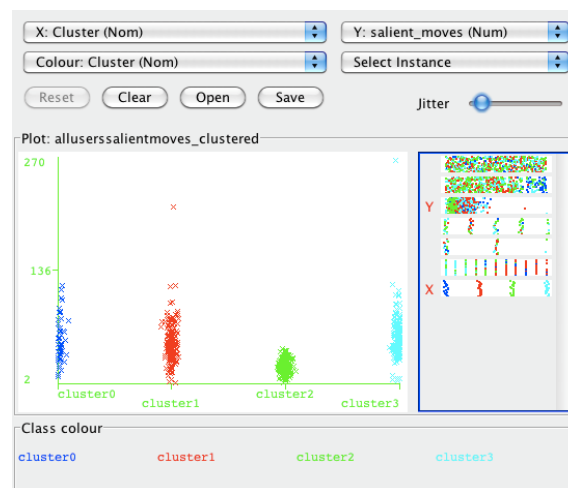 X: Cluster (Nom) Y: salient_moves (Num)
Colour: Cluster (Nom) Select Instance
Reset Clear Open Save Jitter
Plot: alluserssalientmoves_clustered
270
Y
136
X
2
cluster0 cluster1 cluster2 cluster3
Class colour
cluster0 cluster1 cluster2 cluster3